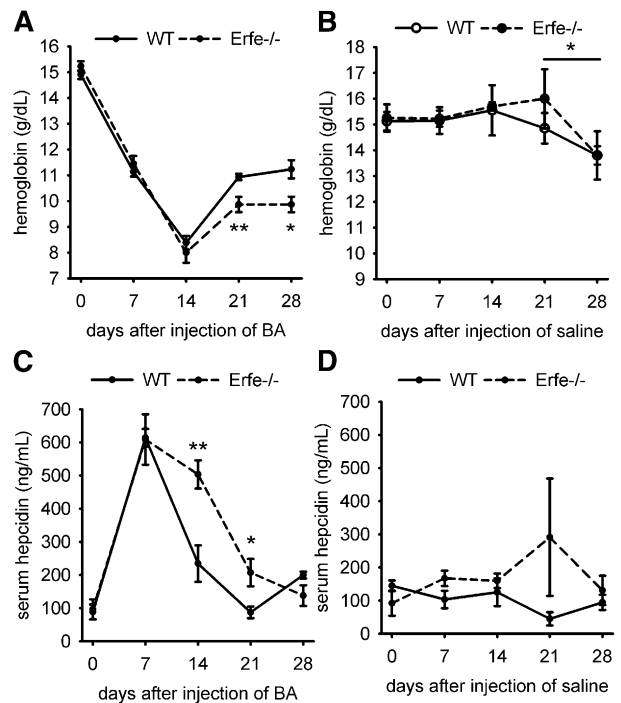 A
WT Erfe-/-
16
15
14
13
12
11
10
9
8
7
hemoglobin (g/dL)
** *
0 7 14 21 28
days after injection of BA
B
WT Erfe-/-
*
18
17
16
15
14
13
12
11
10
9
hemoglobin (g/dL)
0 7 14 21 28
days after injection of saline
C
WT Erfe-/-
700
600
500
400
300
200
100
0
serum hepcidin (ng/mL)
**
*
0 7 14 21 28
days after injection of BA
D
WT Erfe-/-
700
600
500
400
300
200
100
0
serum hepcidin (ng/mL)
0 7 14 21 28
days after injection of saline